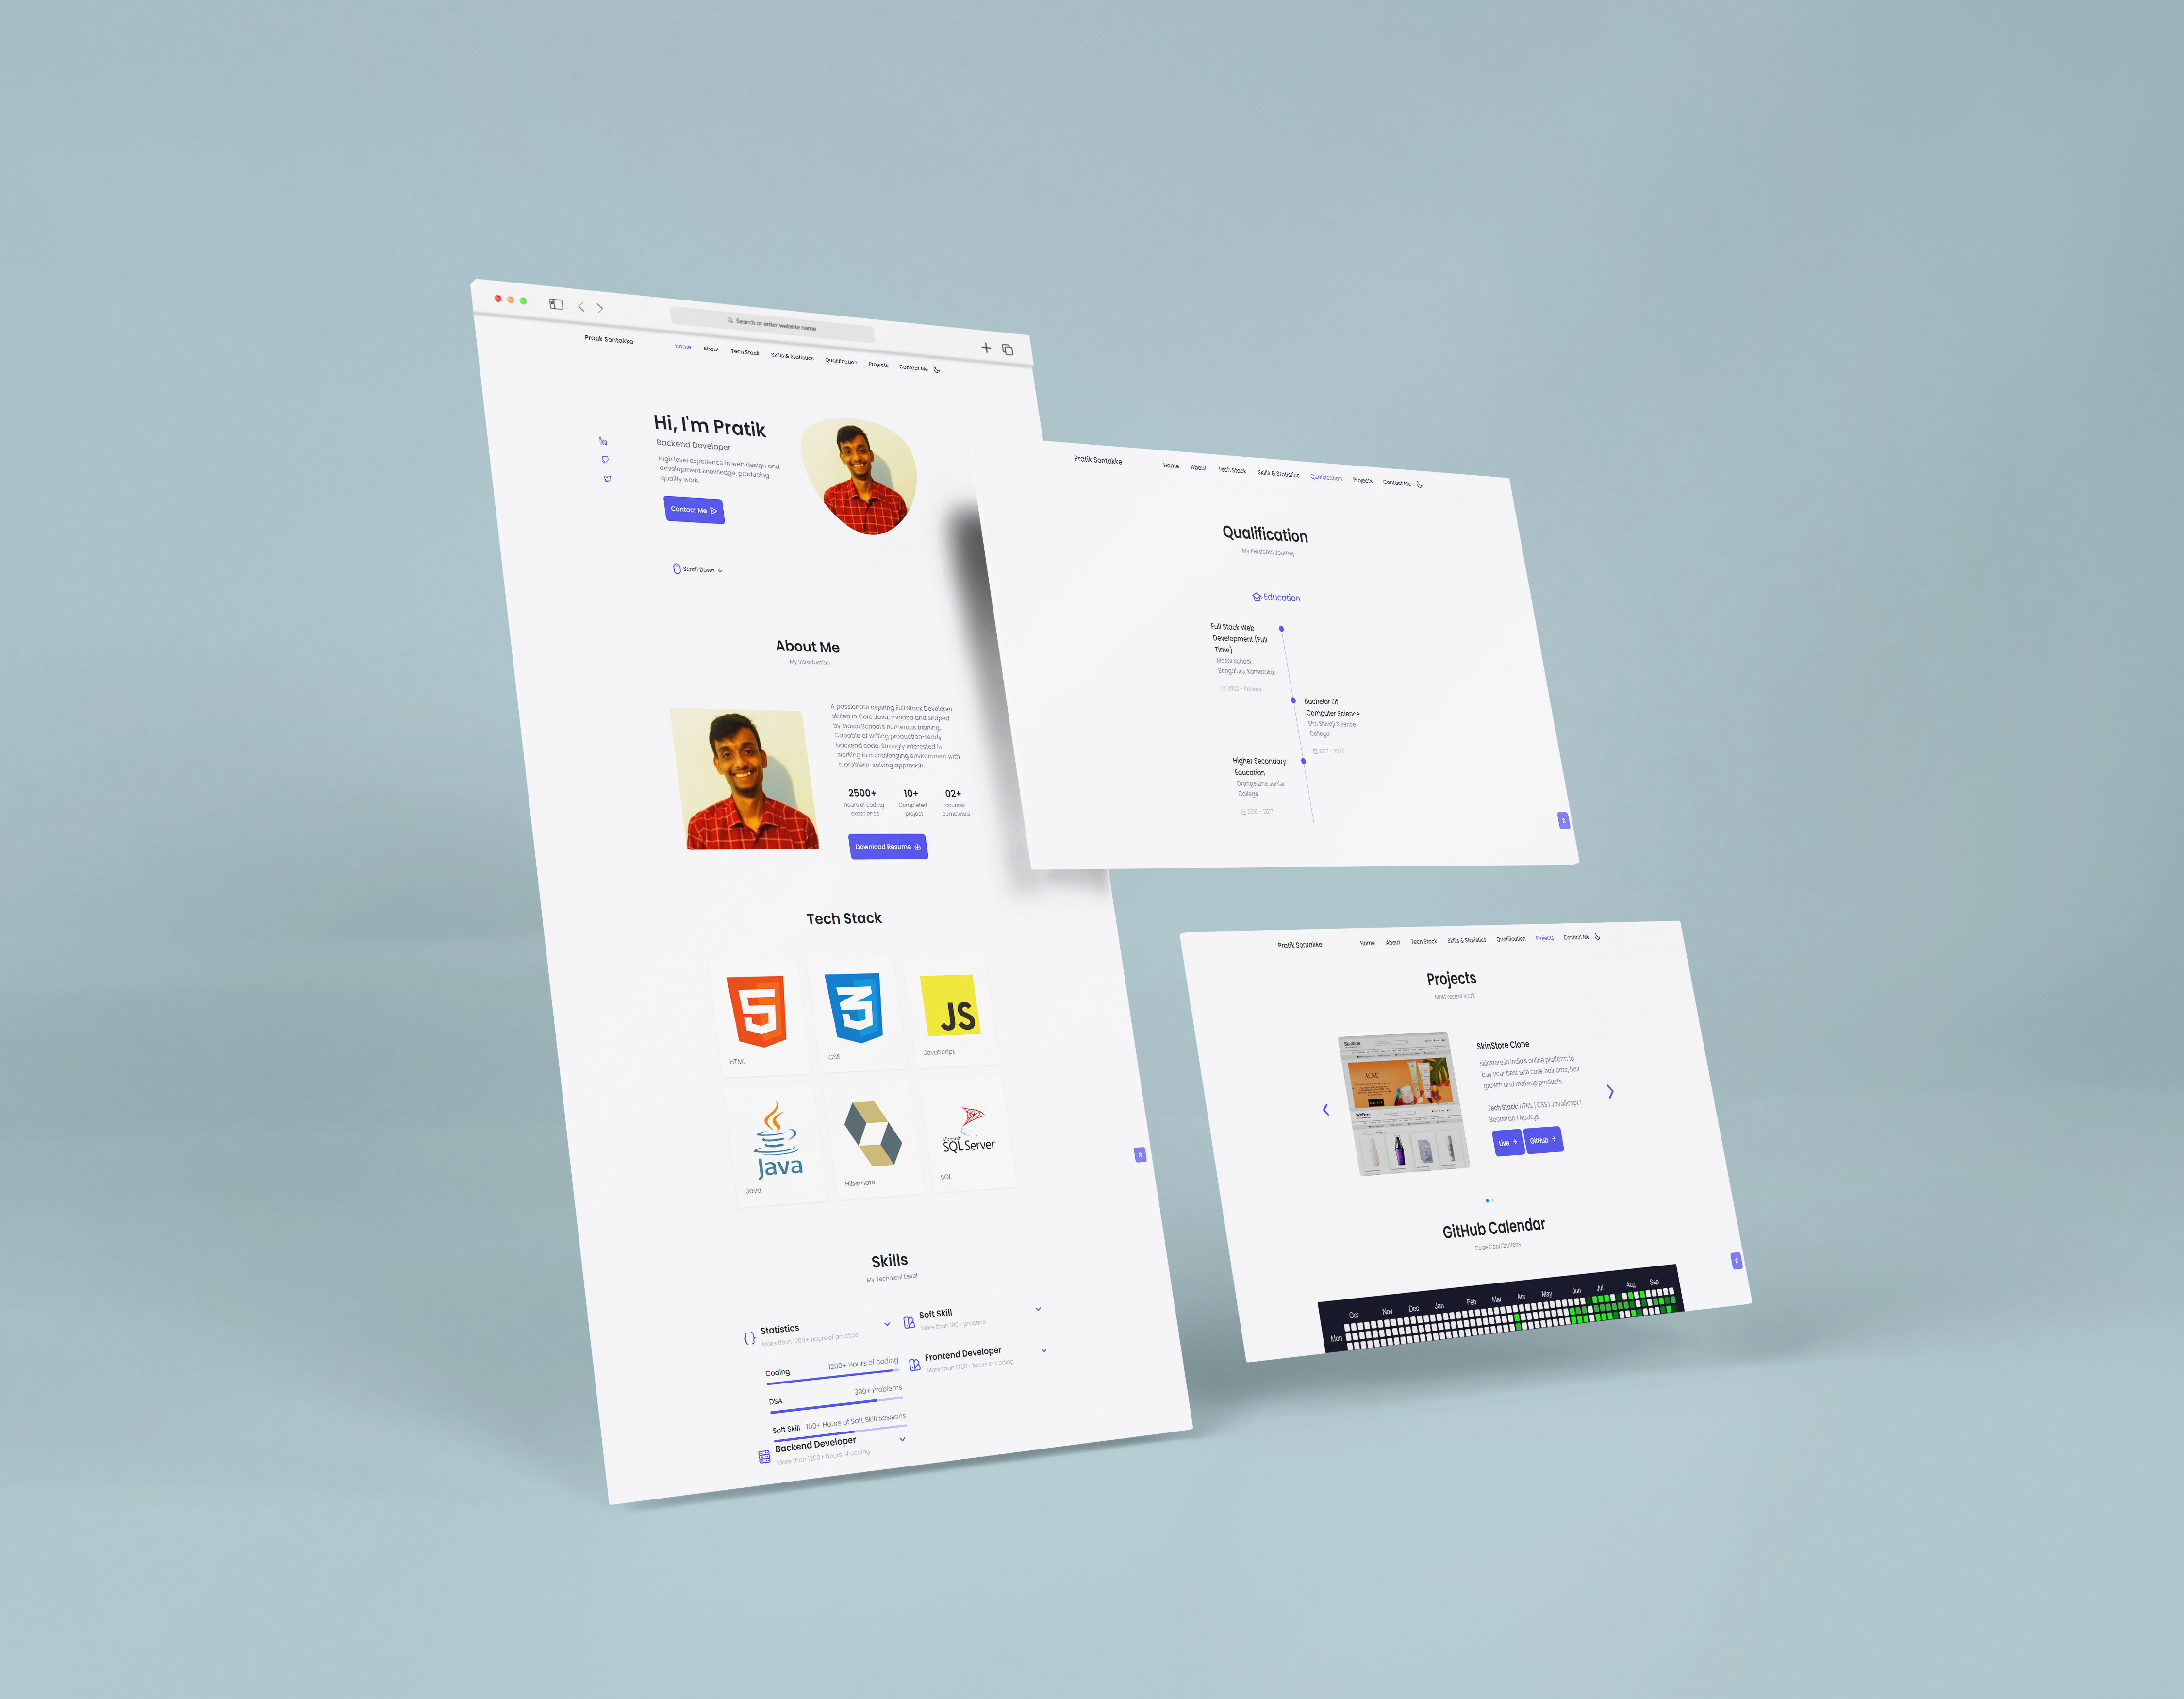 Search or enter website name
Pratik Sontakke Home About Tech Stack Skills & Statistics Qualification Projects Contact Me
Hi, I'm Pratik
Backend Developer
High level experience in web design and
development knowledge, producing
quality work.
Contact Me
Scroll Down
About Me
My Introduction
A passionate aspiring Full Stack Developer
skilled in Core Java, molded and shaped
by Masai School's numerous training.
Capable of writing production-ready
backend code. Strongly interested in
working in a challenging environment with
a problem-solving approach.
2500+ 10+ 02+
hours of coding Completed courses
experience project completed
Download Resume
Tech Stack
HTML
CSS
JS
JavaScript
Java
Java
Hibernate
Microsoft
SQL Server
SQL
Skills
My Technical Level
Statistics
More than 1200+ hours of practice
Coding 1200+ Hours of coding
DSA 300+ Problems
Soft Skill 100+ Hours of Soft Skill Sessions
Backend Developer
More than 1200+ hours of coding
Soft Skill
More than 100+ practice
Frontend Developer
More than 1200+ hours of coding
Pratik Sontakke Home About Tech Stack Skills & Statistics Qualification Projects Contact Me
Qualification
My Persional Journey
Education
Full Stack Web
Development (Full
Time)
Masai School,
Bengaluru, Karnataka.
2022 - Present
Bachelor Of
Computer Science
Shri Shivaji Science
College
2017 - 2020
Higher Secondary
Education
Orange Line Junior
College
- 2017
Pratik Sontakke Home About Tech Stack Skills & Statistics Qualification Projects Contact Me
Projects
Most recent work
SkinStore
ACNE
SkinStore
SkinStore Clone
skinstore.in India's online platform to
buy your best skin care, hair care, hair
growth and makeup products.
Tech Stack: HTML | CSS | JavaScript |
Bootstrap | Node.js
Live
GitHub
GitHub Calendar
Code Contributions
Oct Nov Dec Jan Feb Mar Apr May Jun Jul Aug Sep
Mon